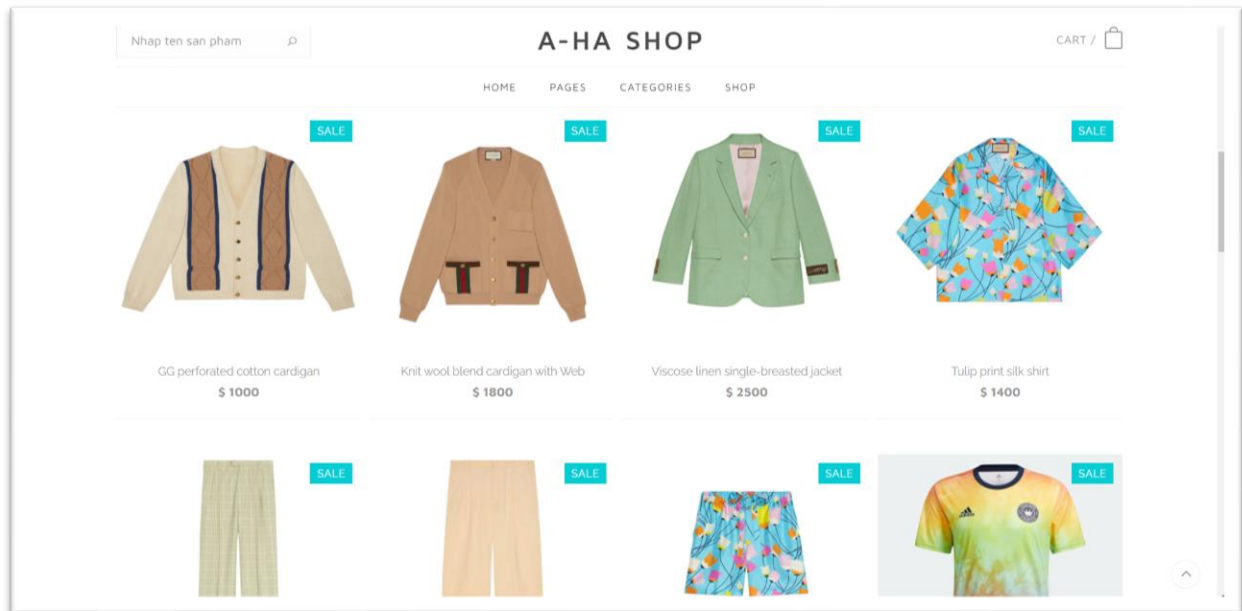 Nhap ten san pham
A-HA SHOP
CART /
HOME PAGES CATEGORIES SHOP
SALE SALE SALE SALE
GG perforated cotton cardigan
$ 1000
Knit wool blend cardigan with Web
$ 1800
Viscose linen single-breasted jacket
$ 2500
Tulip print silk shirt
$ 1400
SALE SALE SALE SALE
adidas